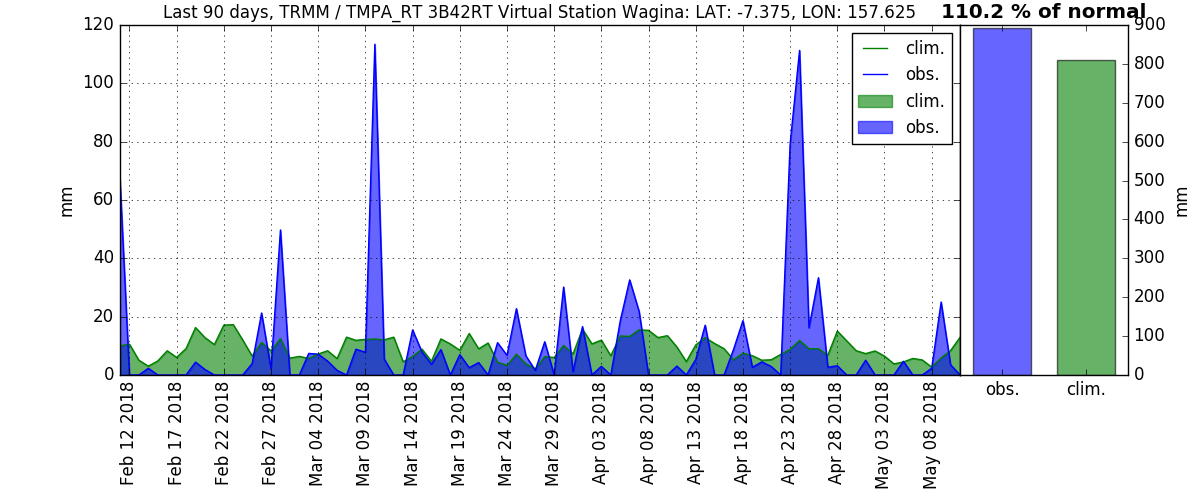 Last 90 days, TRMM / TMPA_RT 3B42RT Virtual Station Wagina: LAT: -7.375, LON: 157.625
110.2 % of normal
120
100
80
60
40
20
0
mm
clim.
obs.
clim.
obs.
900
800
700
600
500
400
300
200
100
0
mm
Feb 12 2018
Feb 17 2018
Feb 22 2018
Feb 27 2018
Mar 04 2018
Mar 09 2018
Mar 14 2018
Mar 19 2018
Mar 24 2018
Mar 29 2018
Apr 03 2018
Apr 08 2018
Apr 13 2018
Apr 18 2018
Apr 23 2018
Apr 28 2018
May 03 2018
May 08 2018
obs.
clim.